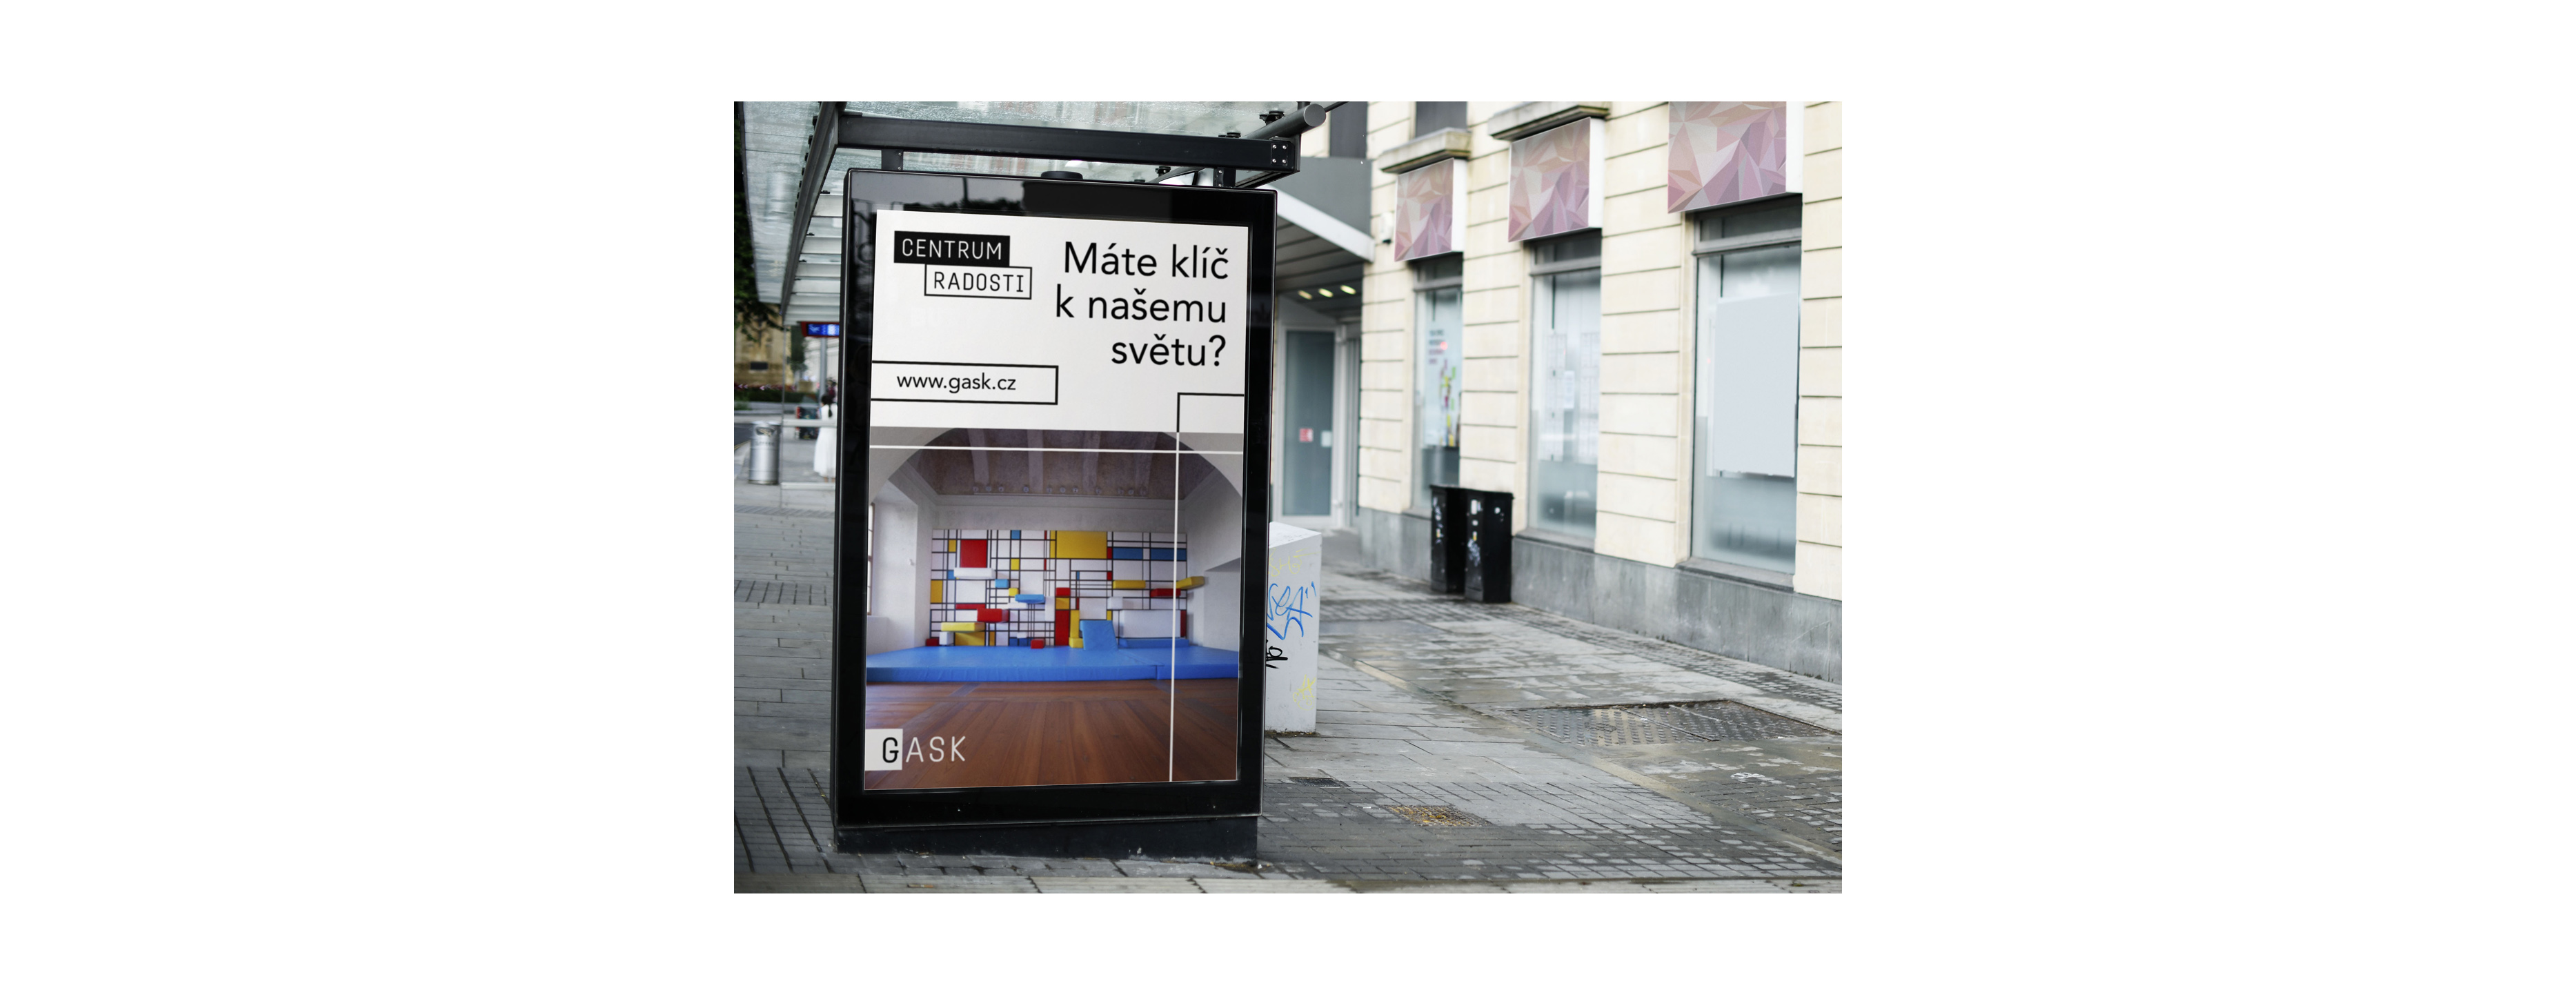 CENTRUM
RADOSTI
Máte klíč
k našemu
světu?
www.gask.cz
GASK